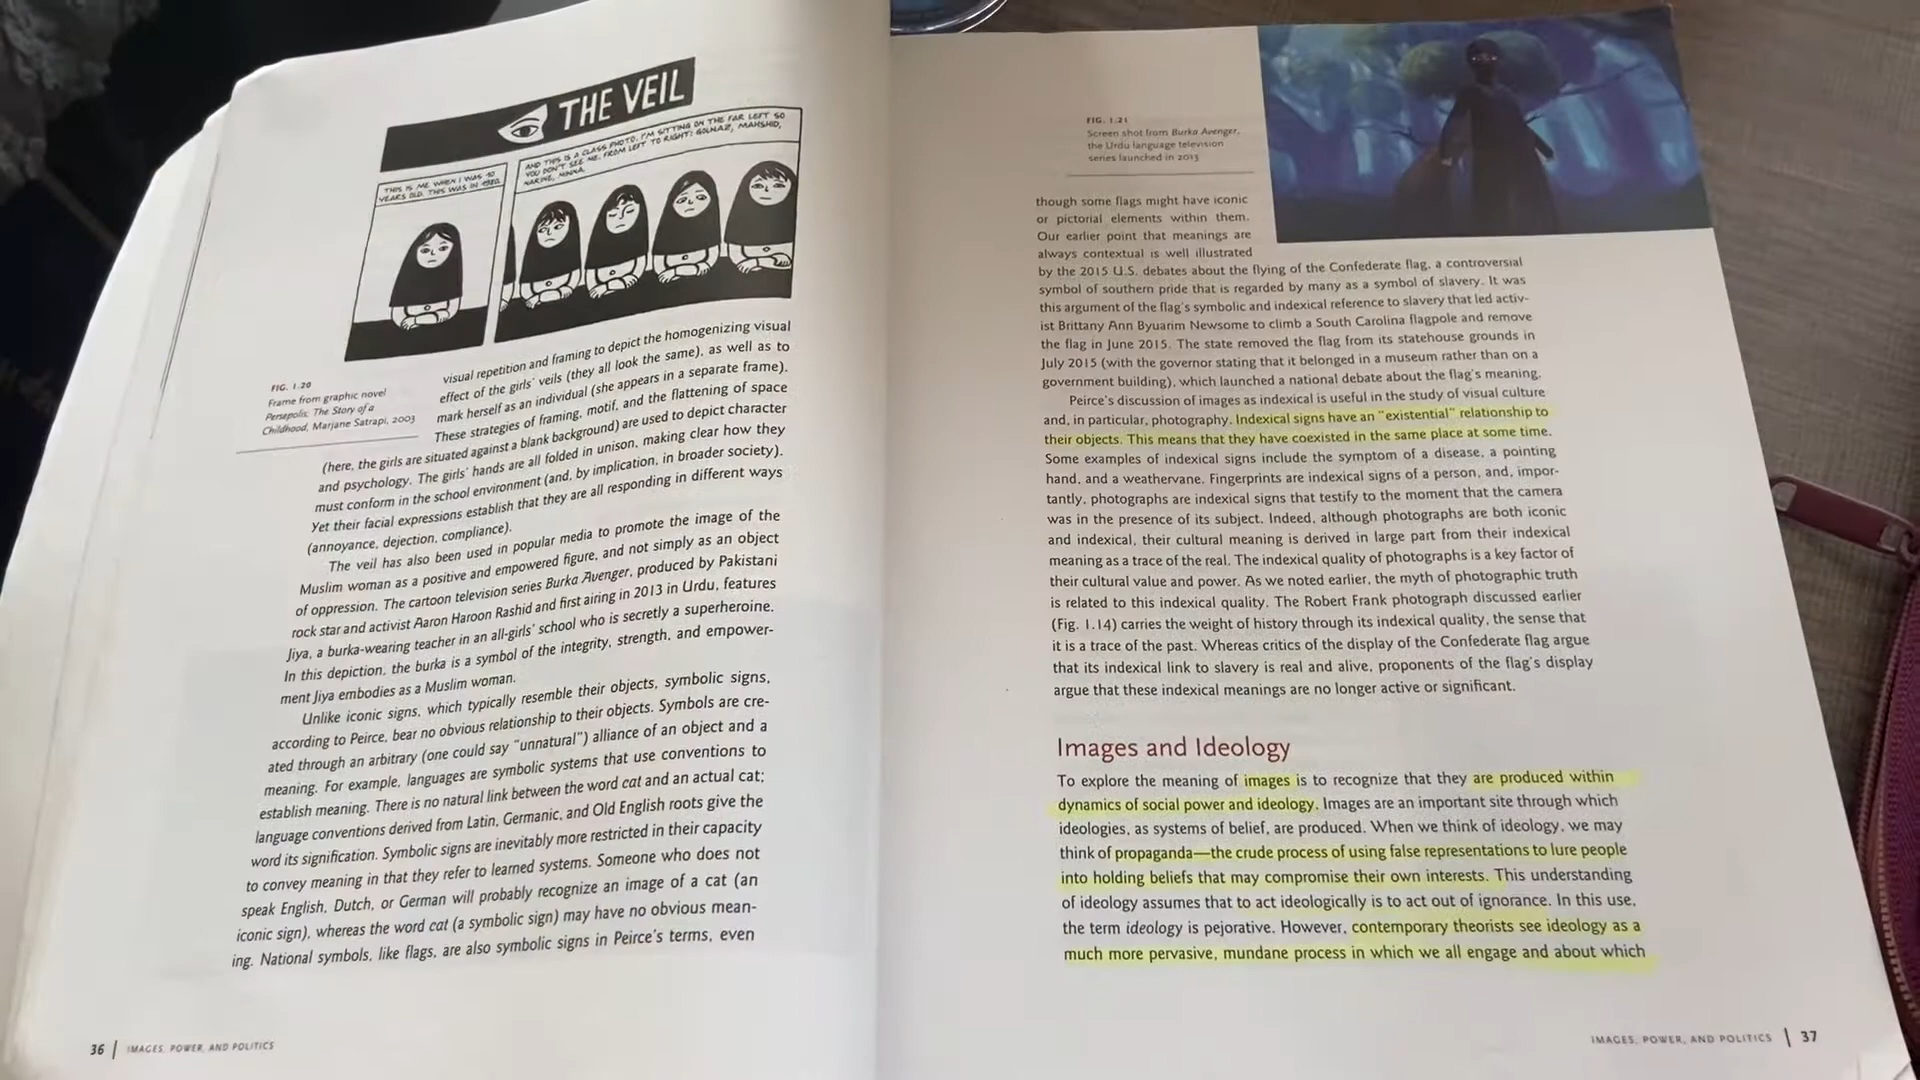 THE VEIL
THIS IS ME WHEN I WAS 10
YEARS OLD. THIS WAS IN 1980.
AND THIS IS A CLASS PHOTO. I'M SITTING ON THE FAR LEFT SO
YOU DON'T SEE ME. FROM LEFT TO RIGHT: GOLNAZ, MAHSHID,
NARINE, MINNA.
FIG. 1.20
Frame from graphic novel
Persepolis: The Story of a
Childhood, Marjane Satrapi, 2003
visual repetition and framing to depict the homogenizing visual
effect of the girls' veils (they all look the same), as well as to
mark herself as an individual (she appears in a separate frame).
These strategies of framing, motif, and the flattening of space
(here, the girls are situated against a blank background) are used to depict character
and psychology. The girls' hands are all folded in unison, making clear how they
must conform in the school environment (and, by implication, in broader society).
Yet their facial expressions establish that they are all responding in different ways
(annoyance, dejection, compliance).
The veil has also been used in popular media to promote the image of the
Muslim woman as a positive and empowered figure, and not simply as an object
of oppression. The cartoon television series Burka Avenger, produced by Pakistani
rock star and activist Aaron Haroon Rashid and first airing in 2013 in Urdu, features
Jiya, a burka-wearing teacher in an all-girls' school who is secretly a superheroine.
In this depiction, the burka is a symbol of the integrity, strength, and empower-
ment Jiya embodies as a Muslim woman.
Unlike iconic signs, which typically resemble their objects, symbolic signs,
according to Peirce, bear no obvious relationship to their objects. Symbols are cre-
ated through an arbitrary (one could say "unnatural") alliance of an object and a
meaning. For example, languages are symbolic systems that use conventions to
establish meaning. There is no natural link between the word cat and an actual cat;
language conventions derived from Latin, Germanic, and Old English roots give the
word its signification. Symbolic signs are inevitably more restricted in their capacity
to convey meaning in that they refer to learned systems. Someone who does not
speak English, Dutch, or German will probably recognize an image of a cat (an
iconic sign), whereas the word cat (a symbolic sign) may have no obvious mean-
ing. National symbols, like flags, are also symbolic signs in Peirce's terms, even
36 | IMAGES, POWER, AND POLITICS
FIG. 1.21
Screen shot from Burka Avenger,
the Urdu language television
series launched in 2013
though some flags might have iconic
or pictorial elements within them.
Our earlier point that meanings are
always contextual is well illustrated
by the 2015 U.S. debates about the flying of the Confederate flag, a controversial
symbol of southern pride that is regarded by many as a symbol of slavery. It was
this argument of the flag's symbolic and indexical reference to slavery that led activ-
ist Brittany Ann Byuarim Newsome to climb a South Carolina flagpole and remove
the flag in June 2015. The state removed the flag from its statehouse grounds in
July 2015 (with the governor stating that it belonged in a museum rather than on a
government building), which launched a national debate about the flag's meaning.
Peirce's discussion of images as indexical is useful in the study of visual culture
and, in particular, photography. Indexical signs have an "existential" relationship to
their objects. This means that they have coexisted in the same place at some time.
Some examples of indexical signs include the symptom of a disease, a pointing
hand, and a weathervane. Fingerprints are indexical signs of a person, and, impor-
tantly, photographs are indexical signs that testify to the moment that the camera
was in the presence of its subject. Indeed, although photographs are both iconic
and indexical, their cultural meaning is derived in large part from their indexical
meaning as a trace of the real. The indexical quality of photographs is a key factor of
their cultural value and power. As we noted earlier, the myth of photographic truth
is related to this indexical quality. The Robert Frank photograph discussed earlier
(Fig. 1.14) carries the weight of history through its indexical quality, the sense that
it is a trace of the past. Whereas critics of the display of the Confederate flag argue
that its indexical link to slavery is real and alive, proponents of the flag's display
argue that these indexical meanings are no longer active or significant.
Images and Ideology
To explore the meaning of images is to recognize that they are produced within
dynamics of social power and ideology. Images are an important site through which
ideologies, as systems of belief, are produced. When we think of ideology, we may
think of propaganda—the crude process of using false representations to lure people
into holding beliefs that may compromise their own interests. This understanding
of ideology assumes that to act ideologically is to act out of ignorance. In this use,
the term ideology is pejorative. However, contemporary theorists see ideology as a
much more pervasive, mundane process in which we all engage and about which
IMAGES, POWER, AND POLITICS | 37